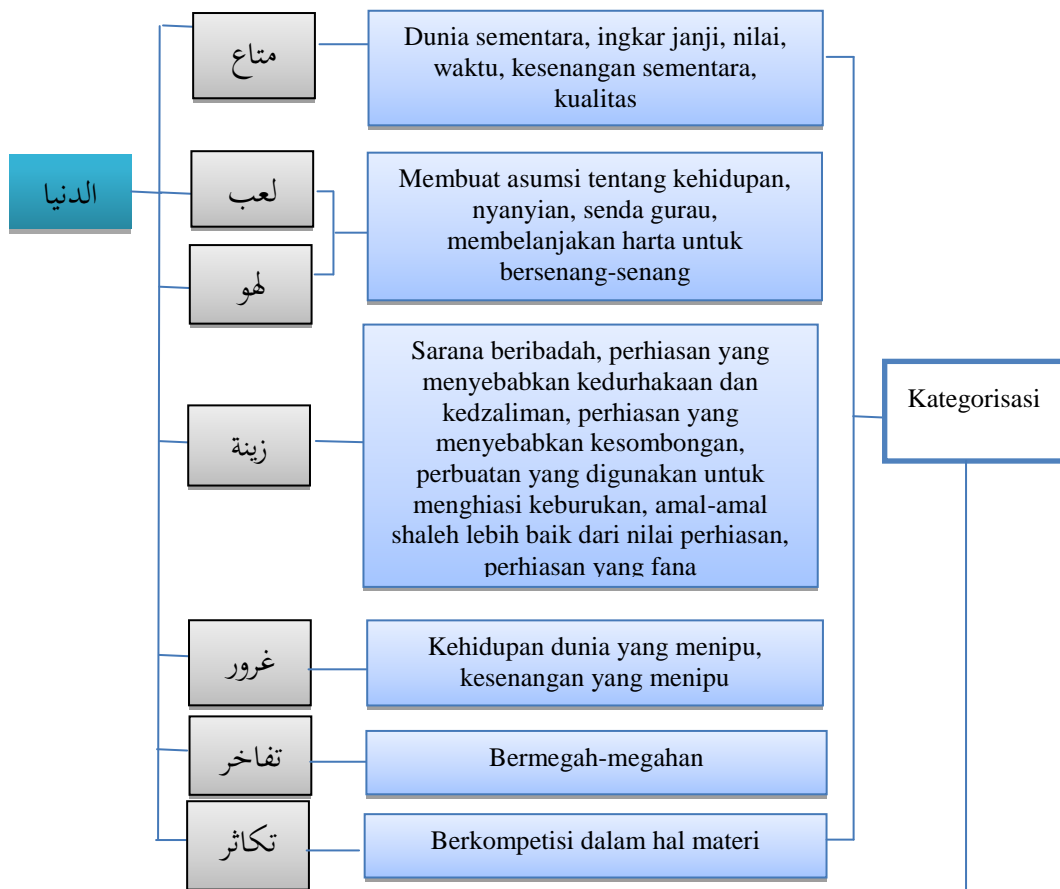 متاع
Dunia sementara, ingkar janji, nilai,
waktu, kesenangan sementara,
kualitas
الدنيا
لعب
لهو
Membuat asumsi tentang kehidupan,
nyanyian, senda gurau,
membelanjakan harta untuk
bersenang-senang
زينة
Sarana beribadah, perhiasan yang
menyebabkan kedurhakaan dan
kedzaliman, perhiasan yang
menyebabkan kesombongan,
perbuatan yang digunakan untuk
menghiasi keburukan, amal-amal
shaleh lebih baik dari nilai perhiasan,
perhiasan yang fana
Kategorisasi
غرور
Kehidupan dunia yang menipu,
kesenangan yang menipu
تفاخر
Bermegah-megahan
تكاثر
Berkompetisi dalam hal materi